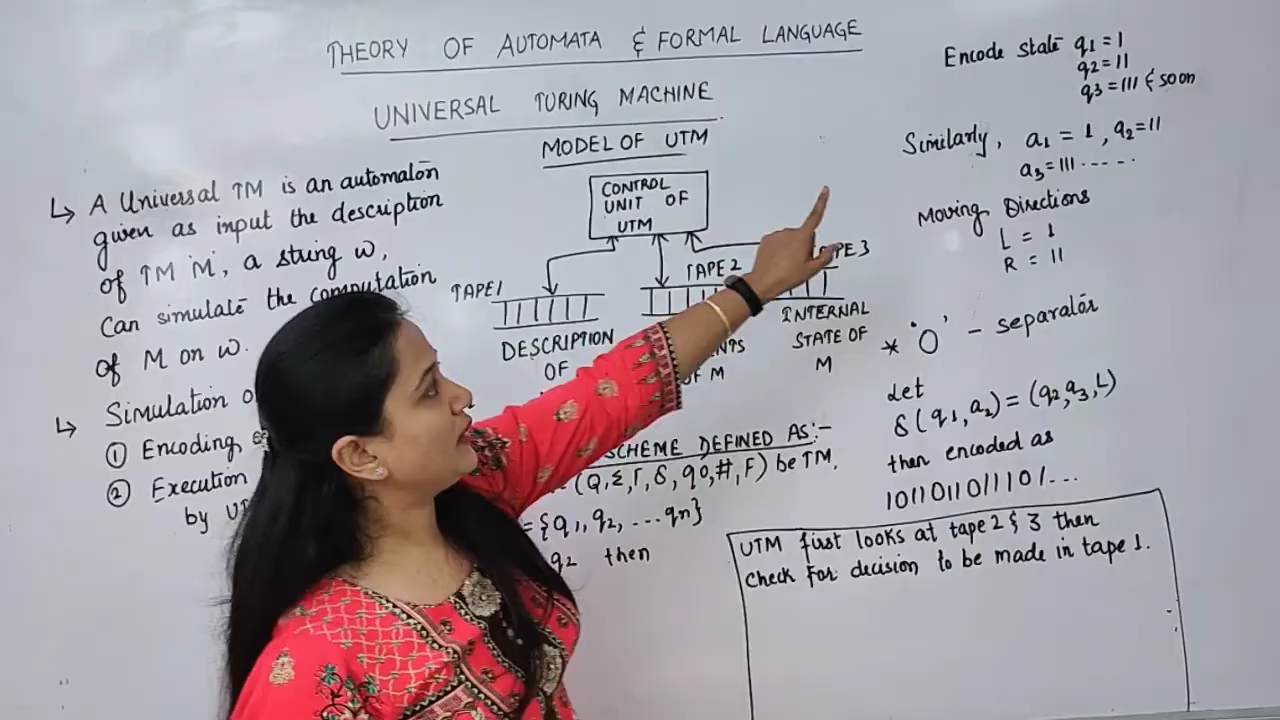 THEORY OF AUTOMATA & FORMAL LANGUAGE
UNIVERSAL TURING MACHINE
MODEL OF UTM
↳ A Universal TM is an automaton
given as input the description
of TM 'M', a string w,
Can simulate the computation
of M on w.
↳ Simulation
① Encoding
② Execution
by
CONTROL
UNIT OF
UTM
TAPE 1
TAPE 2
TAPE 3
DESCRIPTION
OF
OF M
INTERNAL
STATE OF
M
SCHEME DEFINED AS:-
(Q, Σ, Γ, δ, q0, #, F) be TM.
= {q1, q2, ... qn}
q2 then
Encode state q1 = 1
q2 = 11
q3 = 111 & soon
Similarly, a1 = 1, a2 = 11
a3 = 111 .....
Moving Directions
L = 1
R = 11
* '0' - separator
Let
δ(q1, a2) = (q2, a3, L)
then encoded as
10110110111101...
UTM first looks at tape 2 & 3 then
check for decision to be made in tape 1.